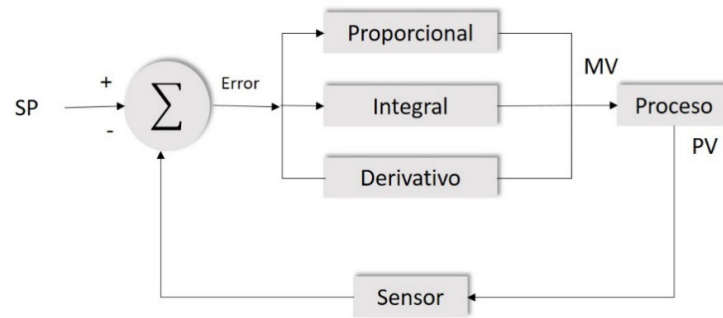 Proporcional
MV
+
Error
SP
∑
Integral
Proceso
-
PV
Derivativo
Sensor